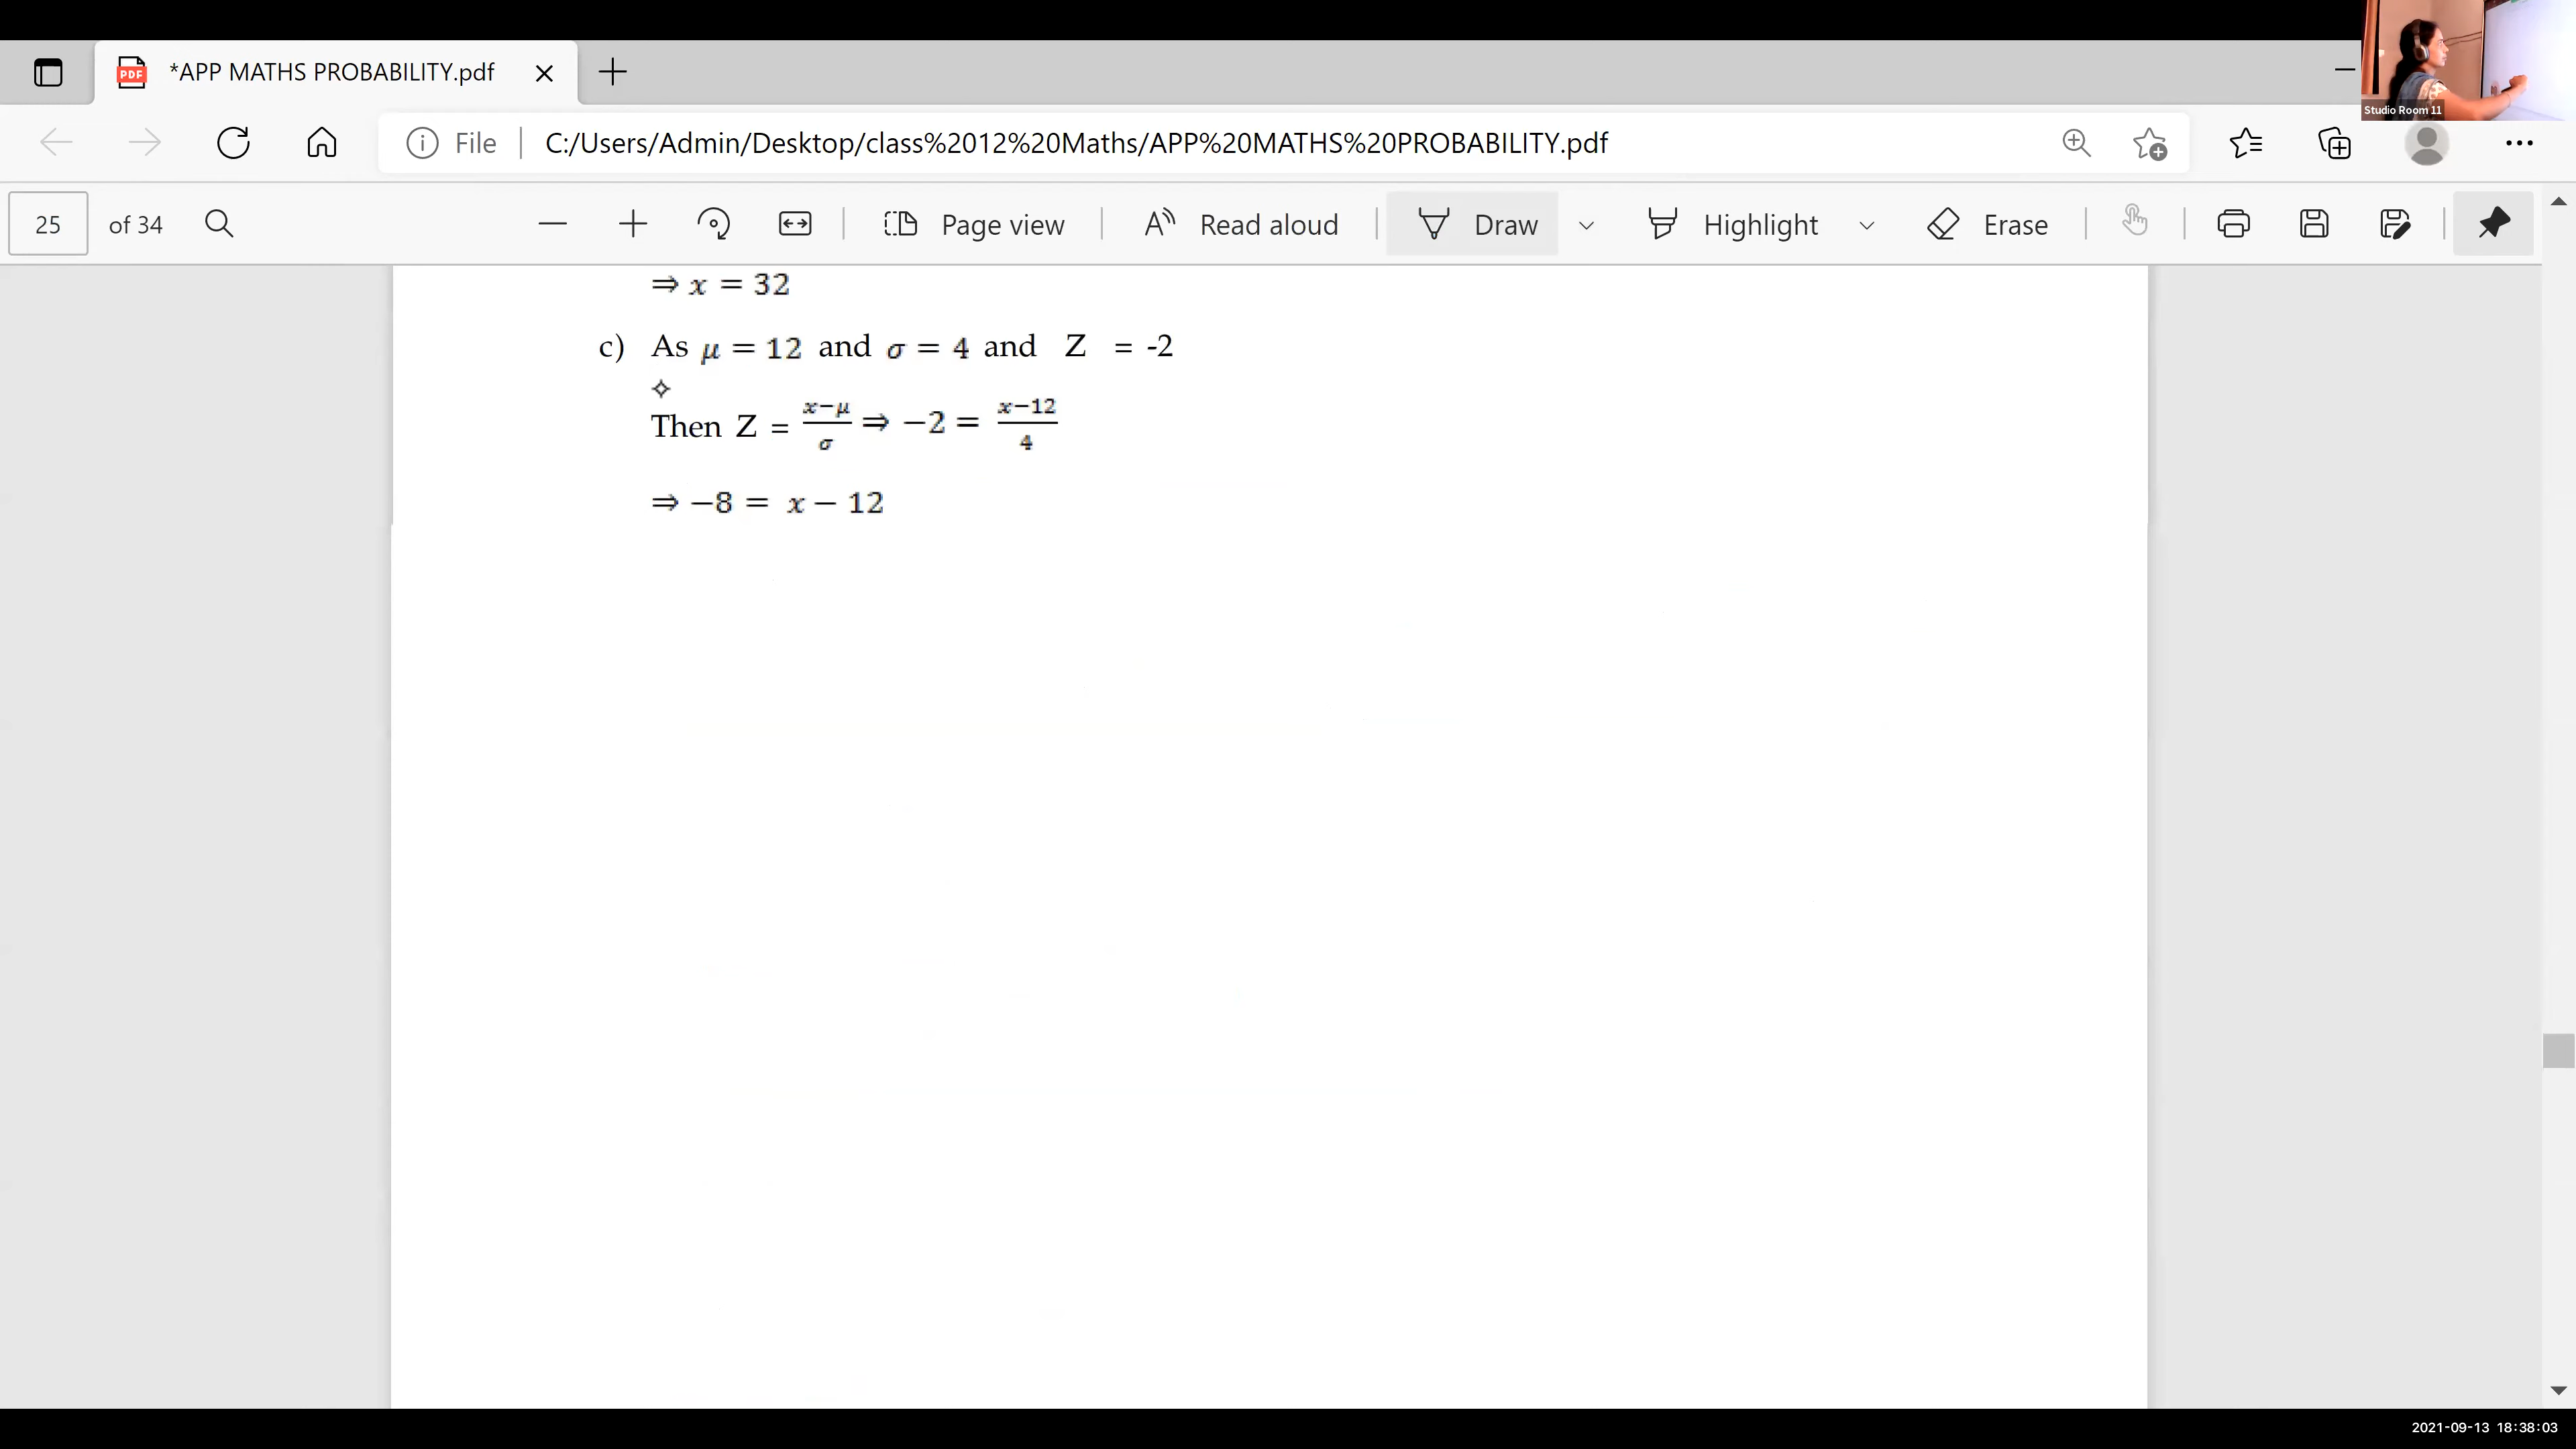 *APP MATHS PROBABILITY.pdf
Studio Room 11
File C:/Users/Admin/Desktop/class%2012%20Maths/APP%20MATHS%20PROBABILITY.pdf
25 of 34 Page view Read aloud Draw Highlight Erase
⇒ x = 32
c) As μ = 12 and σ = 4 and Z = -2
Then Z = (x−μ)/σ ⇒ −2 = (x−12)/4
⇒ −8 = x − 12
2021-09-13 18:38:03